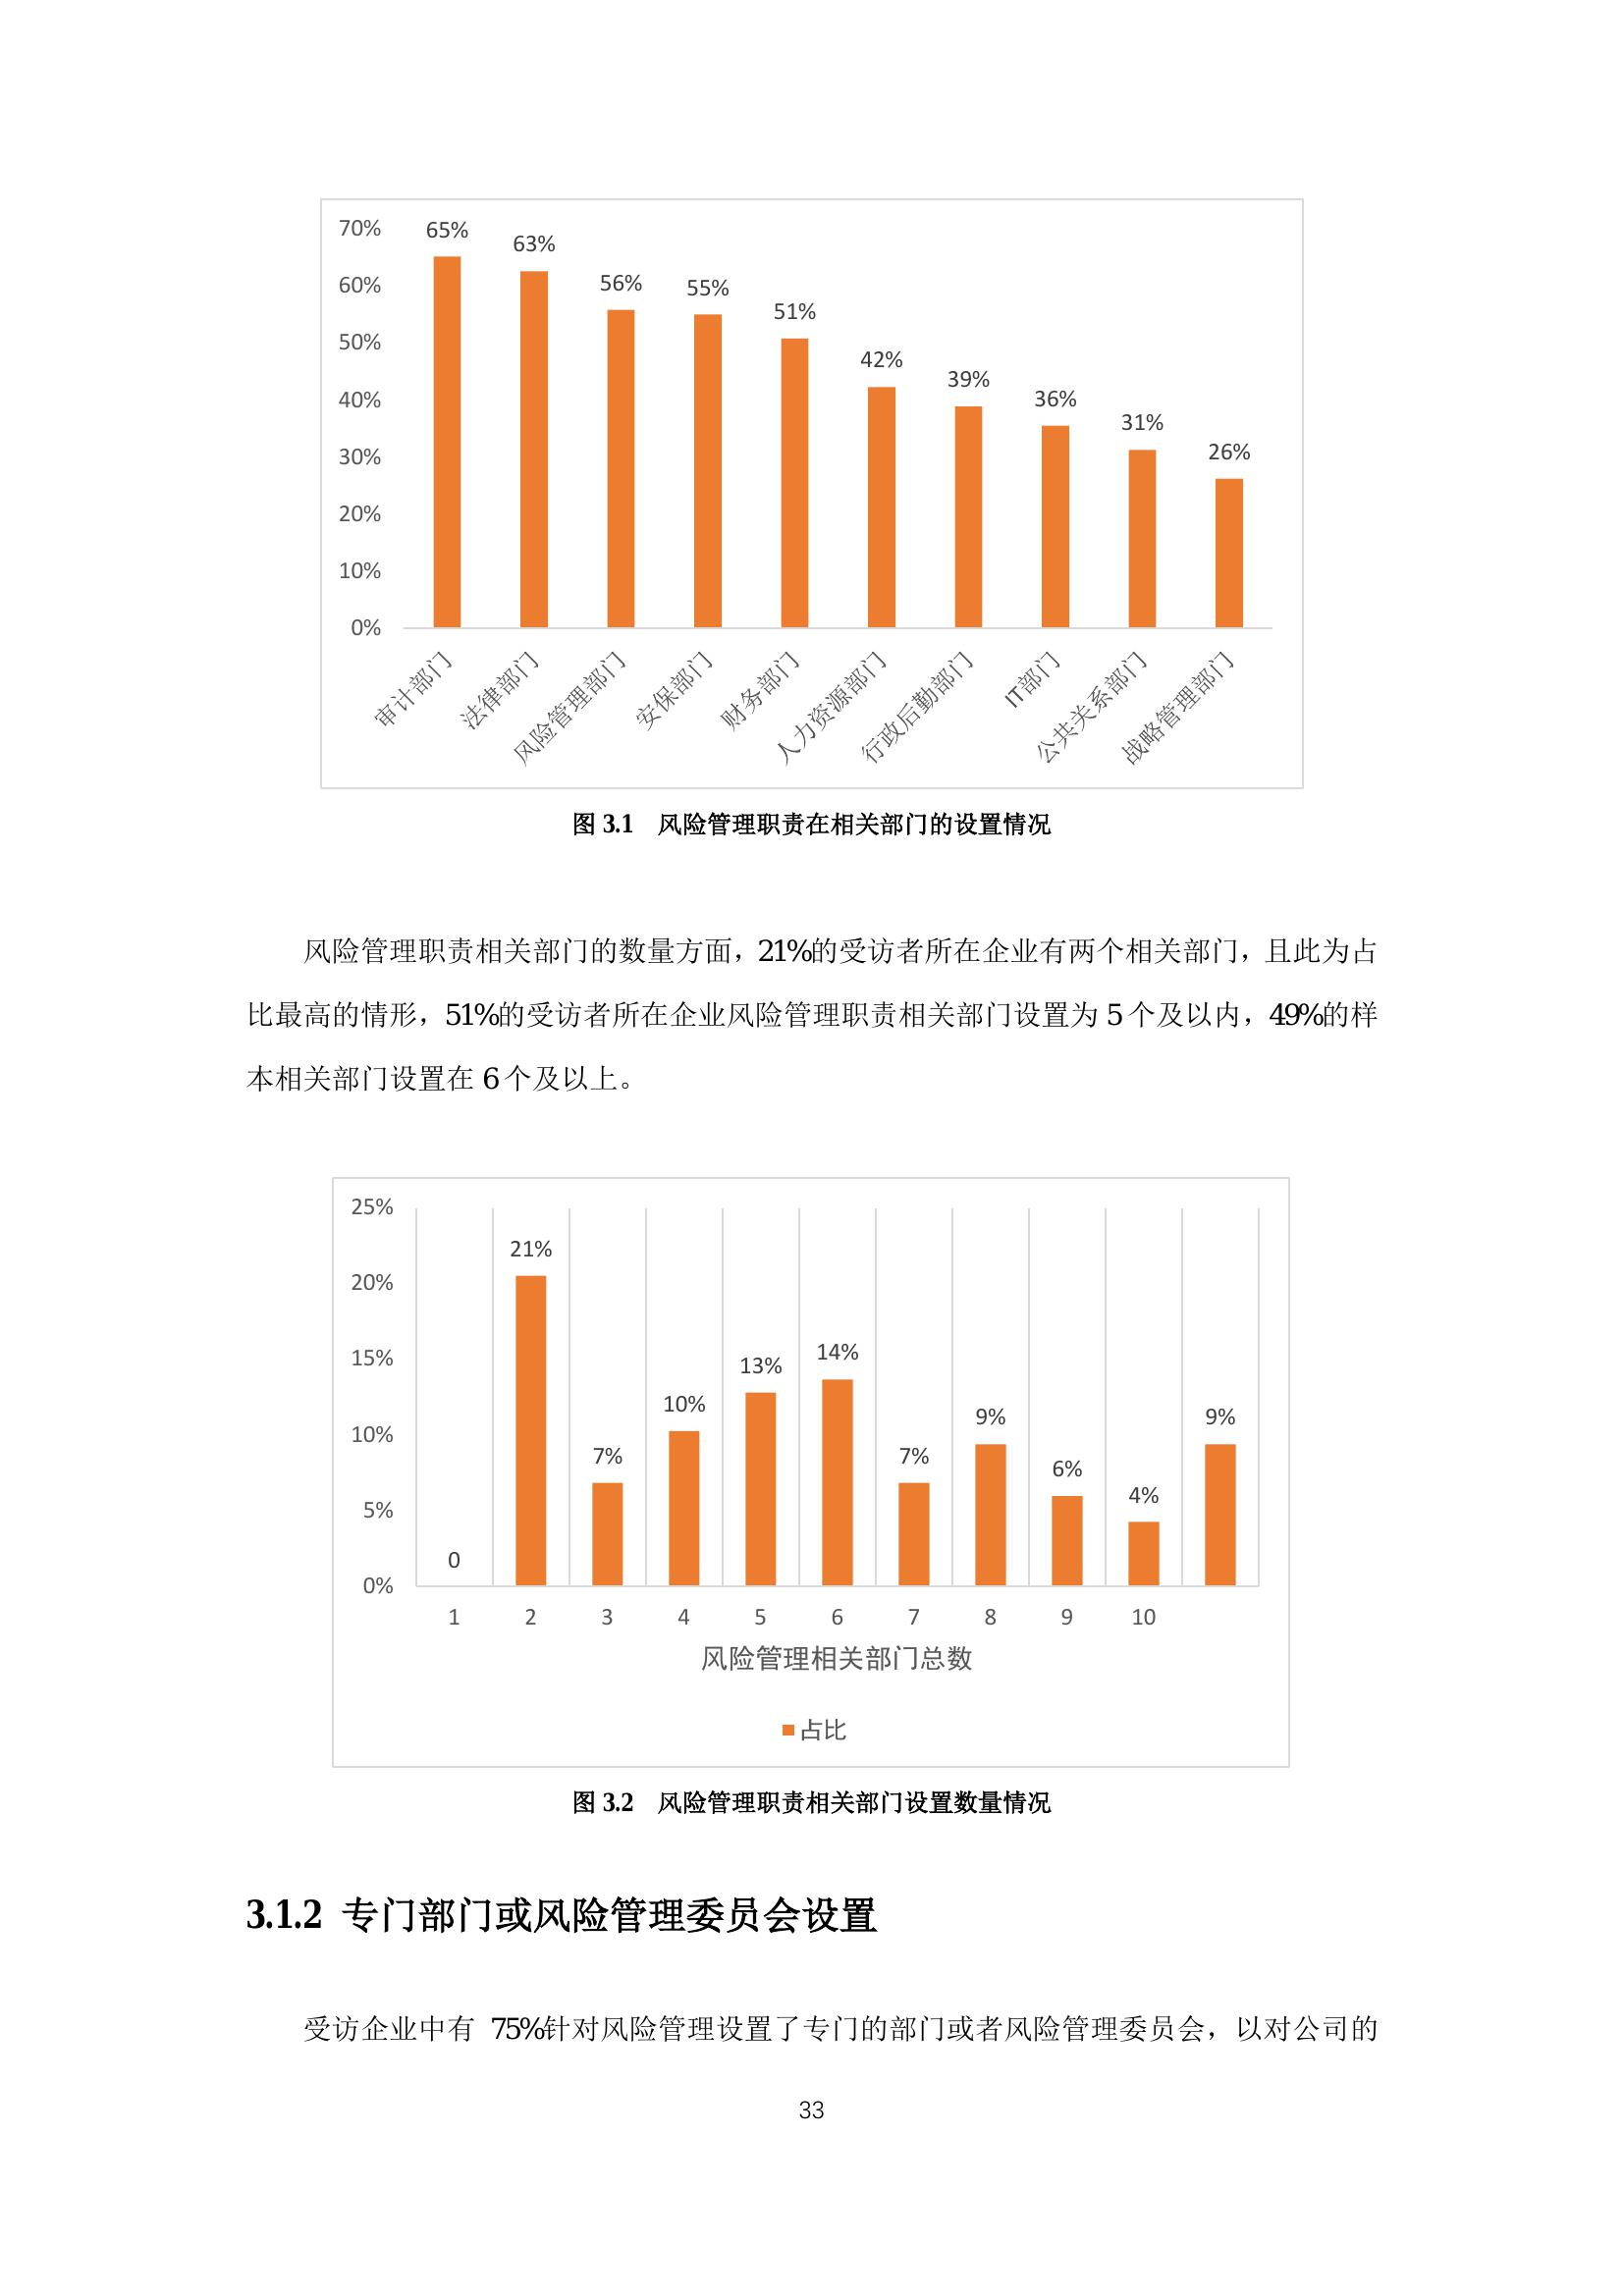 70%
60%
50%
40%
30%
20%
10%
0%
65%
63%
56%
55%
51%
42%
39%
36%
31%
26%
审计部门
法律部门
风险管理部门
安保部门
财务部门
人力资源部门
行政后勤部门
IT部门
公共关系部门
战略管理部门
图 3.1 风险管理职责在相关部门的设置情况
风险管理职责相关部门的数量方面，21%的受访者所在企业有两个相关部门，且此为占
比最高的情形，51%的受访者所在企业风险管理职责相关部门设置为 5 个及以内，49%的样
本相关部门设置在 6 个及以上。
25%
20%
15%
10%
5%
0%
0
21%
7%
10%
13%
14%
7%
9%
6%
4%
9%
1 2 3 4 5 6 7 8 9 10
风险管理相关部门总数
占比
图 3.2 风险管理职责相关部门设置数量情况
3.1.2 专门部门或风险管理委员会设置
受访企业中有 75%针对风险管理设置了专门的部门或者风险管理委员会，以对公司的
33